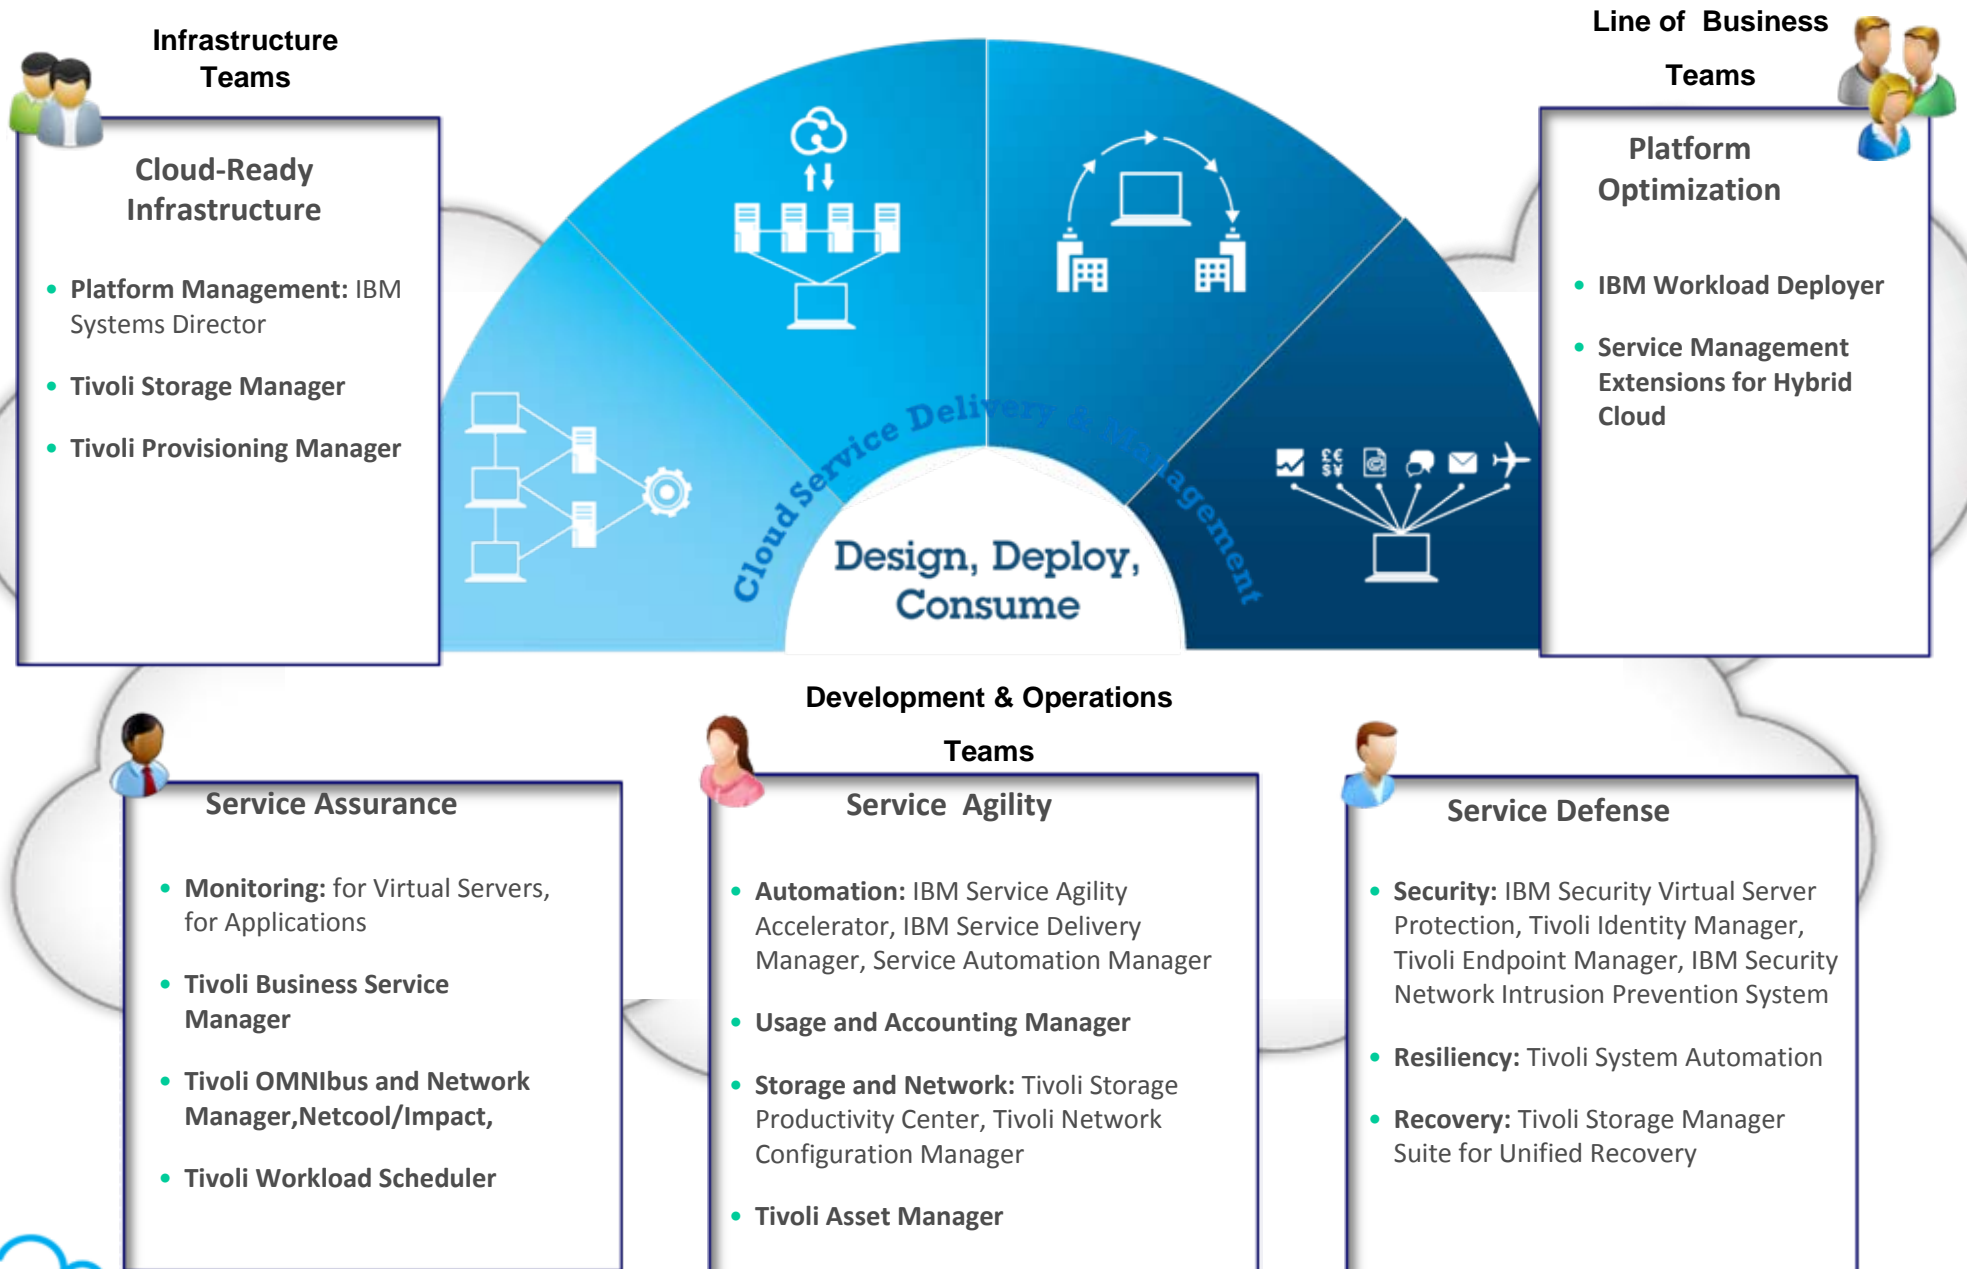 Infrastructure
Teams
Cloud-Ready
Infrastructure
• Platform Management: IBM
Systems Director
• Tivoli Storage Manager
• Tivoli Provisioning Manager
Cloud Service Delivery & Management
Design, Deploy,
Consume
Line of Business
Teams
Platform
Optimization
• IBM Workload Deployer
• Service Management
Extensions for Hybrid
Cloud
£€
$¥
@
Development & Operations
Teams
Service Assurance
• Monitoring: for Virtual Servers,
for Applications
• Tivoli Business Service
Manager
• Tivoli OMNIbus and Network
Manager,Netcool/Impact,
• Tivoli Workload Scheduler
Service Agility
• Automation: IBM Service Agility
Accelerator, IBM Service Delivery
Manager, Service Automation Manager
• Usage and Accounting Manager
• Storage and Network: Tivoli Storage
Productivity Center, Tivoli Network
Configuration Manager
• Tivoli Asset Manager
Service Defense
• Security: IBM Security Virtual Server
Protection, Tivoli Identity Manager,
Tivoli Endpoint Manager, IBM Security
Network Intrusion Prevention System
• Resiliency: Tivoli System Automation
• Recovery: Tivoli Storage Manager
Suite for Unified Recovery